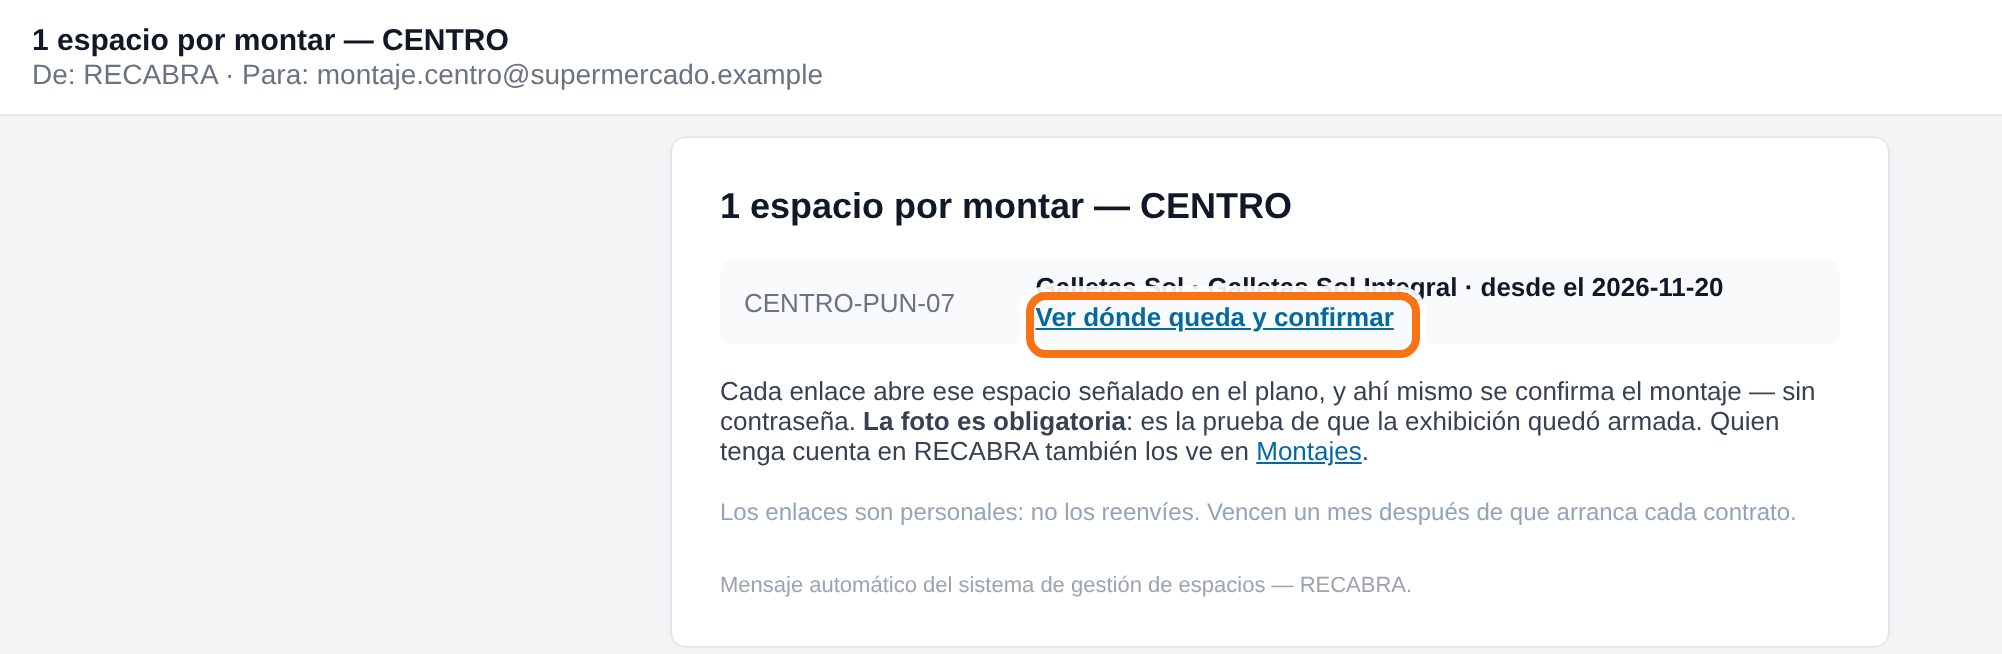 1 espacio por montar — CENTRO
De: RECABRA · Para: montaje.centro@supermercado.example
1 espacio por montar — CENTRO
CENTRO-PUN-07
Galletas Sol · Galletas Sol Integral · desde el 2026-11-20
Ver dónde queda y confirmar
Cada enlace abre ese espacio señalado en el plano, y ahí mismo se confirma el montaje — sin
contraseña. La foto es obligatoria: es la prueba de que la exhibición quedó armada. Quien
tenga cuenta en RECABRA también los ve en Montajes.
Los enlaces son personales: no los reenvíes. Vencen un mes después de que arranca cada contrato.
Mensaje automático del sistema de gestión de espacios — RECABRA.